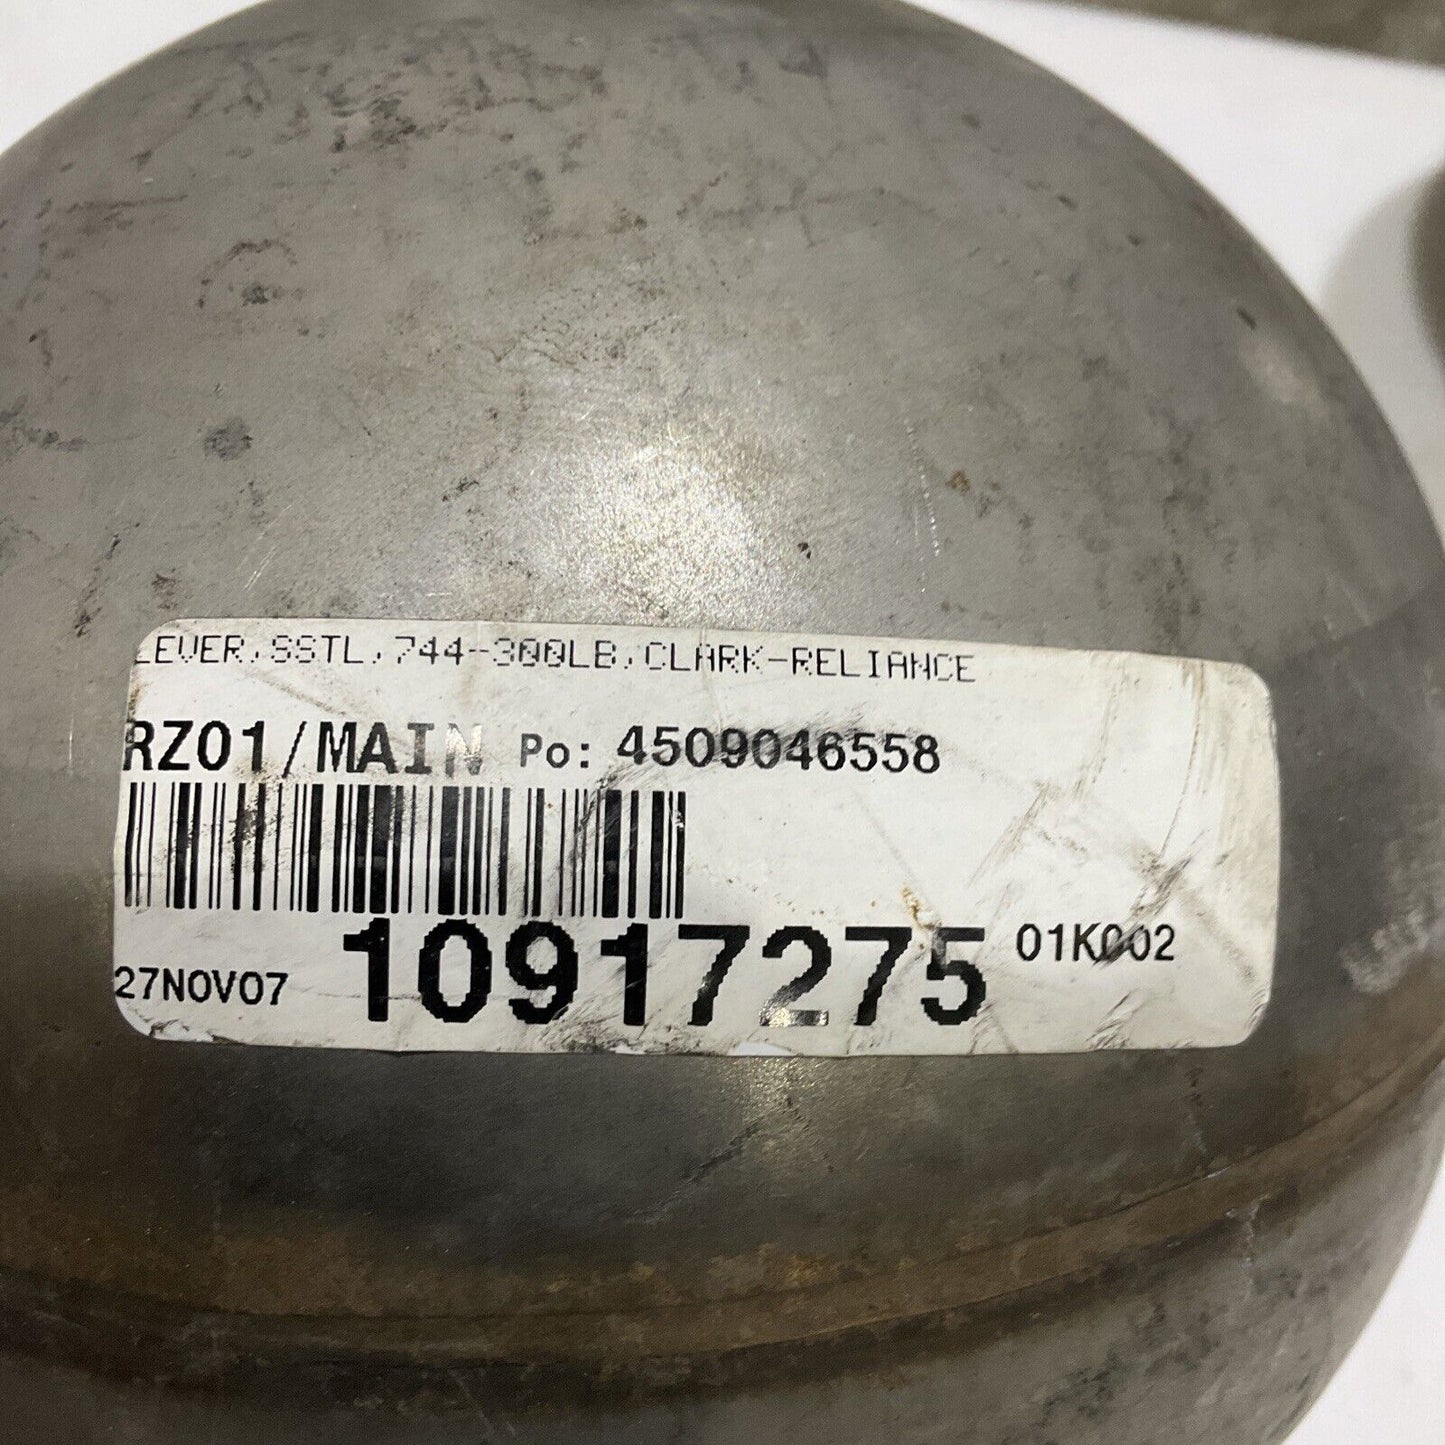 LEVER,SSTL,744-300LB,CLARK-RELIANCE
RZ01/MAIN Po: 4509046558
10917275 01K002
27NOV07